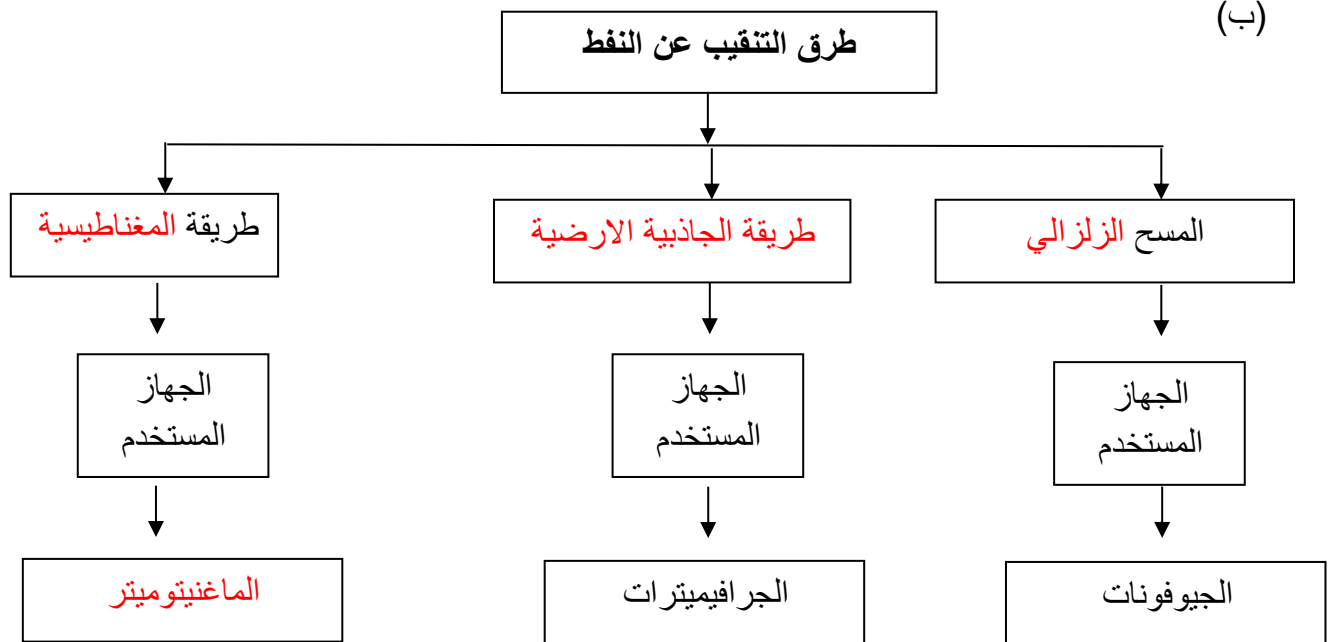 (ب)
طرق التنقيب عن النفط
المسح الزلزالي
طريقة الجاذبية الارضية
طريقة المغناطيسية
الجهاز
المستخدم
الجهاز
المستخدم
الجهاز
المستخدم
الجيوفونات
الجرافيميترات
الماغنيتوميتر